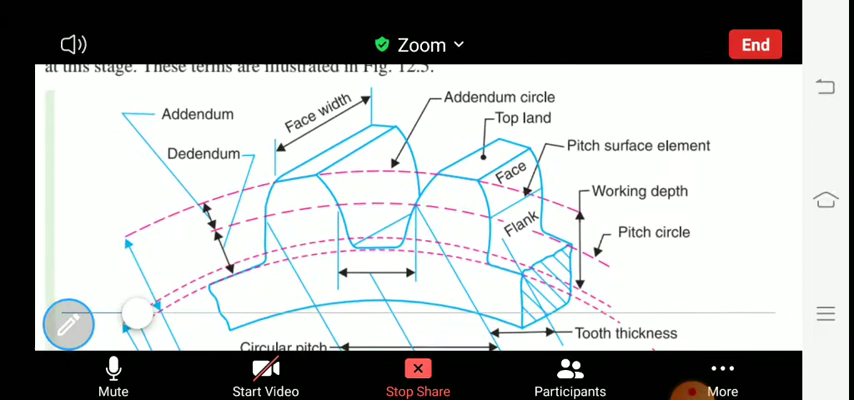 Zoom
End
at this stage. These terms are illustrated in Fig. 12.5.
Addendum
Face width
Addendum circle
Top land
Dedendum
Pitch surface element
Face
Working depth
Flank
Pitch circle
Tooth thickness
Circular pitch
Mute
Start Video
Stop Share
Participants
More